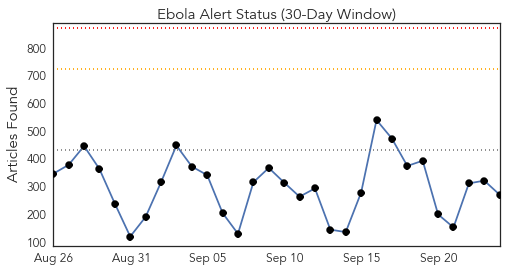 Ebola Alert Status (30-Day Window)
Articles Found
800
700
600
500
400
300
200
100
Aug 26
Aug 31
Sep 05
Sep 10
Sep 15
Sep 20